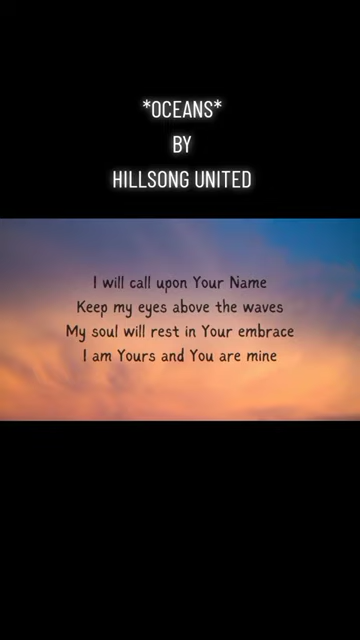 *OCEANS*
BY
HILLSONG UNITED
I will call upon Your Name
Keep my eyes above the waves
My soul will rest in Your embrace
I am Yours and You are mine